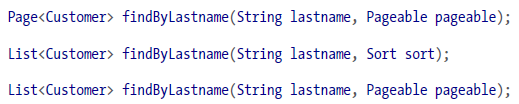 Page<Customer> findByLastname(String lastname, Pageable pageable);
List<Customer> findByLastname(String lastname, Sort sort);
List<Customer> findByLastname(String lastname, Pageable pageable);